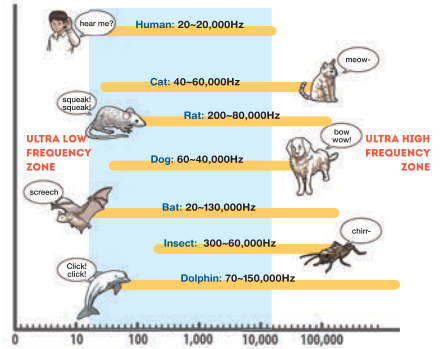 hear me?
Human: 20~20,000Hz
meow-
Cat: 40~60,000Hz
squeak!
squeak!
Rat: 200~80,000Hz
ULTRA LOW
FREQUENCY
ZONE
bow
wow!
ULTRA HIGH
FREQUENCY
ZONE
Dog: 60~40,000Hz
screech
Bat: 20~130,000Hz
chirr-
Insect: 300~60,000Hz
Click!
click!
Dolphin: 70~150,000Hz
0 10 100 1,000 10,000 100,000